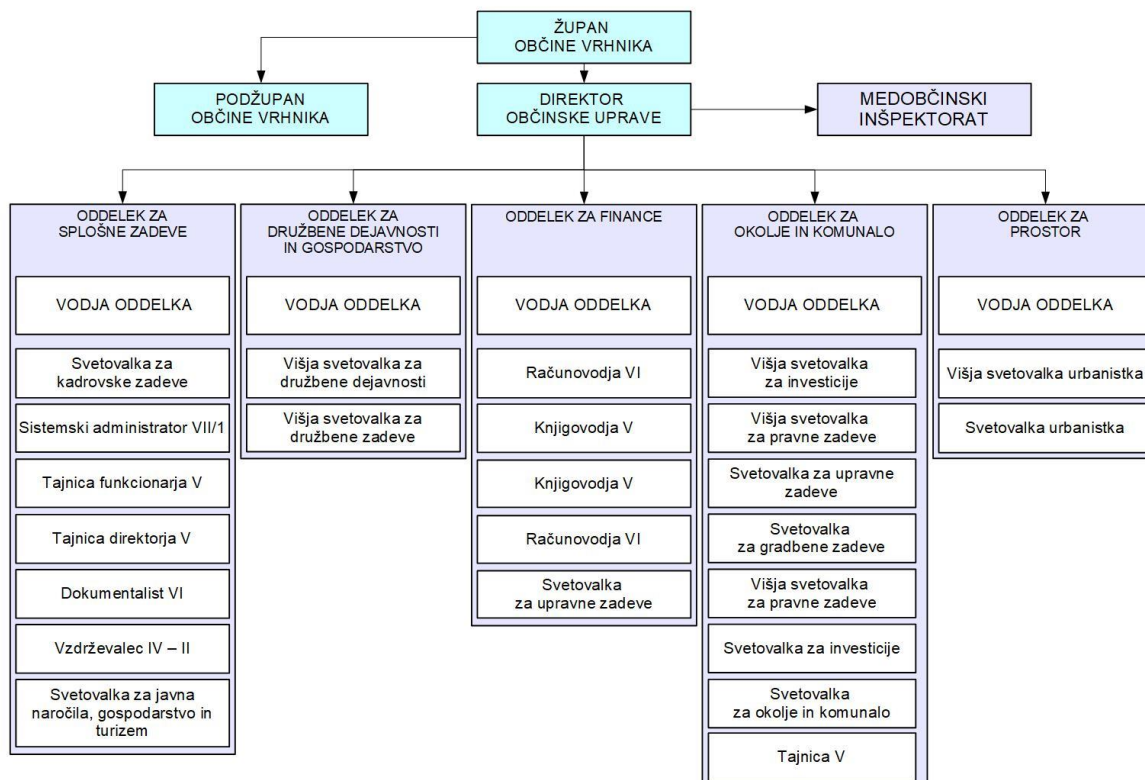 ŽUPAN
OBČINE VRHNIKA
PODŽUPAN
OBČINE VRHNIKA
DIREKTOR
OBČINSKE UPRAVE
MEDOBČINSKI
INŠPEKTORAT
ODDELEK ZA
SPLOŠNE ZADEVE
VODJA ODDELKA
Svetovalka za
kadrovske zadeve
Sistemski administrator VII/1
Tajnica funkcionarja V
Tajnica direktorja V
Dokumentalist VI
Vzdrževalec IV – II
Svetovalka za javna
naročila, gospodarstvo in
turizem
ODDELEK ZA
DRUŽBENE DEJAVNOSTI
IN GOSPODARSTVO
VODJA ODDELKA
Višja svetovalka za
družbene dejavnosti
Višja svetovalka za
družbene zadeve
ODDELEK ZA FINANCE
VODJA ODDELKA
Računovodja VI
Knjigovodja V
Knjigovodja V
Računovodja VI
Svetovalka
za upravne zadeve
ODDELEK ZA
OKOLJE IN KOMUNALO
VODJA ODDELKA
Višja svetovalka
za investicije
Višja svetovalka
za pravne zadeve
Svetovalka za upravne
zadeve
Svetovalka
za gradbene zadeve
Višja svetovalka
za pravne zadeve
Svetovalka za investicije
Svetovalka
za okolje in komunalo
Tajnica V
ODDELEK ZA
PROSTOR
VODJA ODDELKA
Višja svetovalka urbanistka
Svetovalka urbanistka